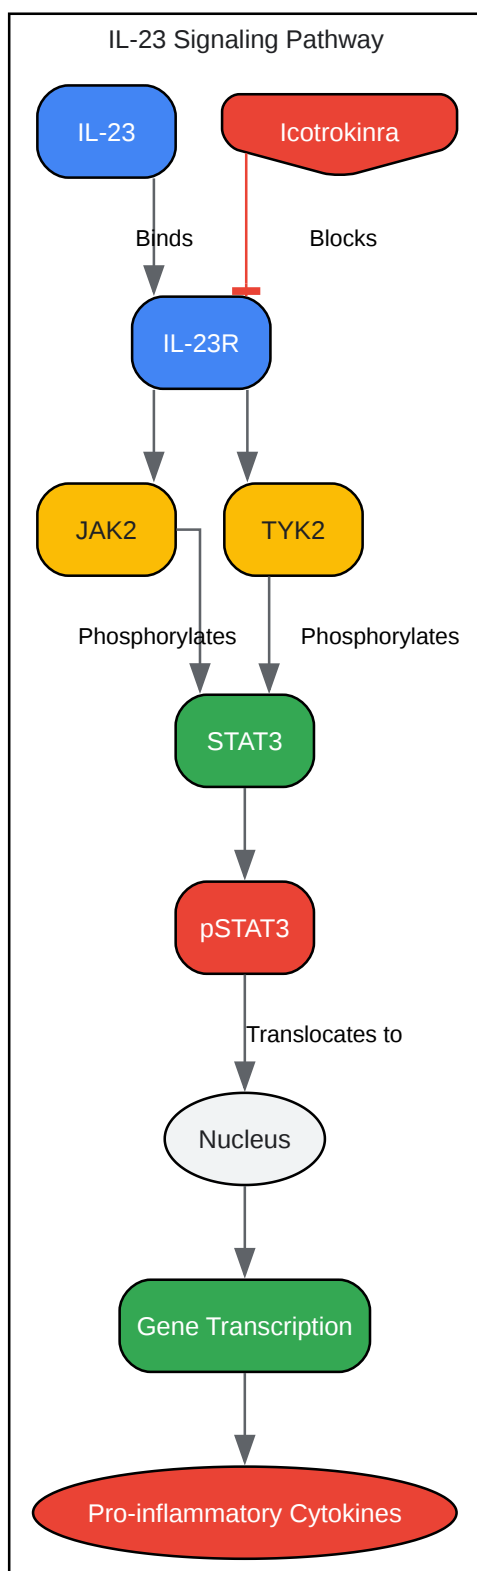 IL-23 Signaling Pathway
IL-23
Icotrokinra
Binds
Blocks
IL-23R
JAK2
TYK2
Phosphorylates
Phosphorylates
STAT3
pSTAT3
Translocates to
Nucleus
Gene Transcription
Pro-inflammatory Cytokines